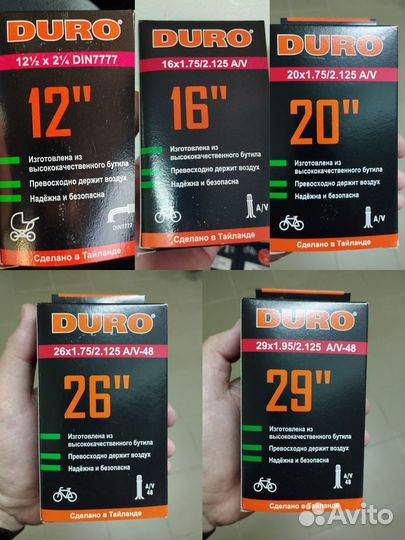 DURO
12½ x 2¼ DIN7777
12"
Изготовлена из
высококачественного бутила
Превосходно держит воздух
Надёжна и безопасна
DIN7777
Сделано в Тайланде
DURO
16x1.75/2.125 A/V
16"
Изготовлена из
высококачественного бутила
Превосходно держит воздух
Надёжна и безопасна
A/V
Сделано в Тайланде
DURO
20x1.75/2.125 A/V
20"
Изготовлена из
высококачественного бутила
Превосходно держит воздух
Надёжна и безопасна
A/V
Сделано в Тайланде
DURO
26x1.75/2.125 A/V-48
26"
Изготовлена из
высококачественного бутила
Превосходно держит воздух
Надёжна и безопасна
A/V
48
Сделано в Тайланде
DURO
29x1.95/2.125 A/V-48
29"
Изготовлена из
высококачественного бутила
Превосходно держит воздух
Надёжна и безопасна
A/V
48
Сделано в Тайланде
Avito